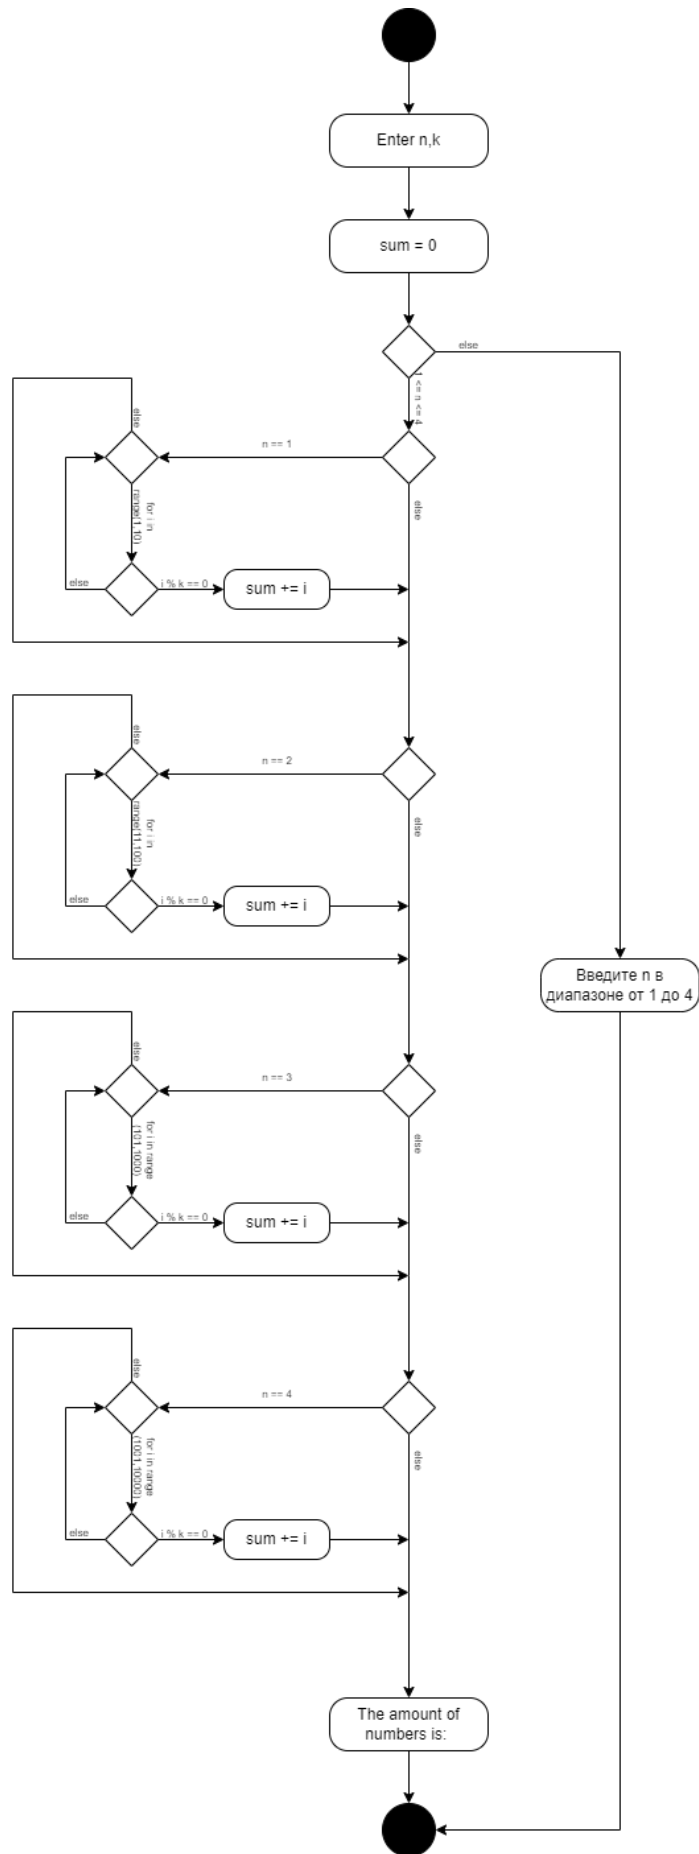 Enter n,k
sum = 0
else
1 <= n <= 4
else
n == 1
else
for i in
range(1,10)
else
i % k == 0
sum += i
else
n == 2
else
for i in
range(11,100)
else
i % k == 0
sum += i
Введите n в
диапазоне от 1 до 4
else
n == 3
else
for i in range
(101,1000)
else
i % k == 0
sum += i
else
n == 4
else
for i in range
(1001,10000)
else
i % k == 0
sum += i
The amount of
numbers is: